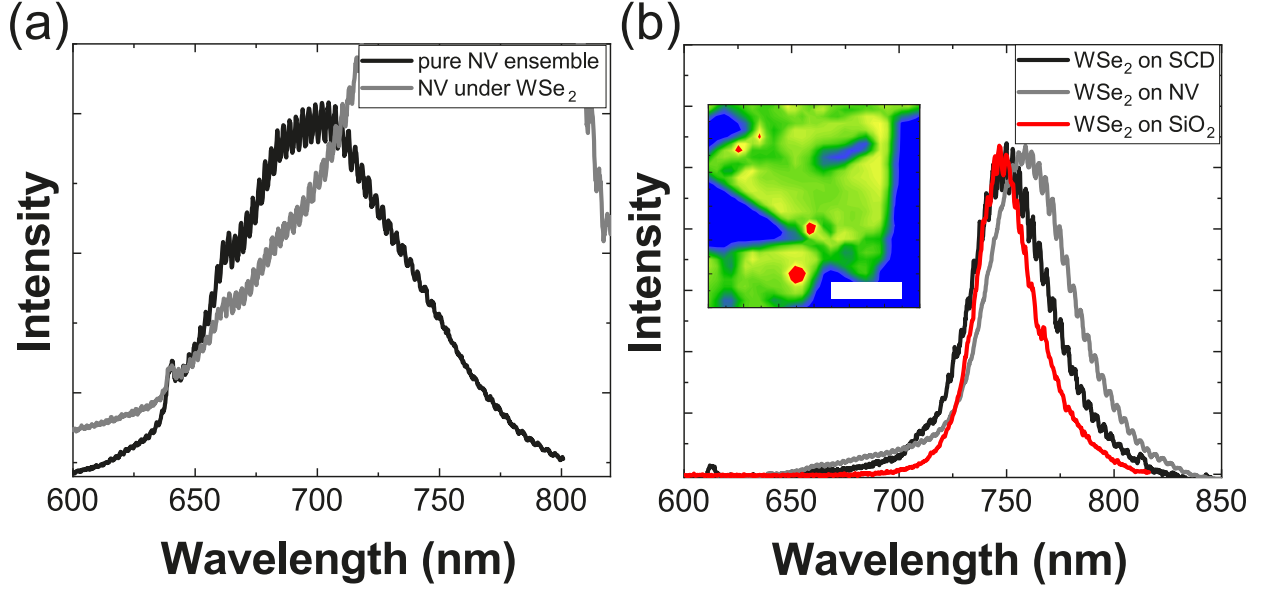 (a)
pure NV ensemble
NV under WSe2
Intensity
600 650 700 750 800
Wavelength (nm)
(b)
WSe2 on SCD
WSe2 on NV
WSe2 on SiO2
Intensity
600 650 700 750 800 850
Wavelength (nm)